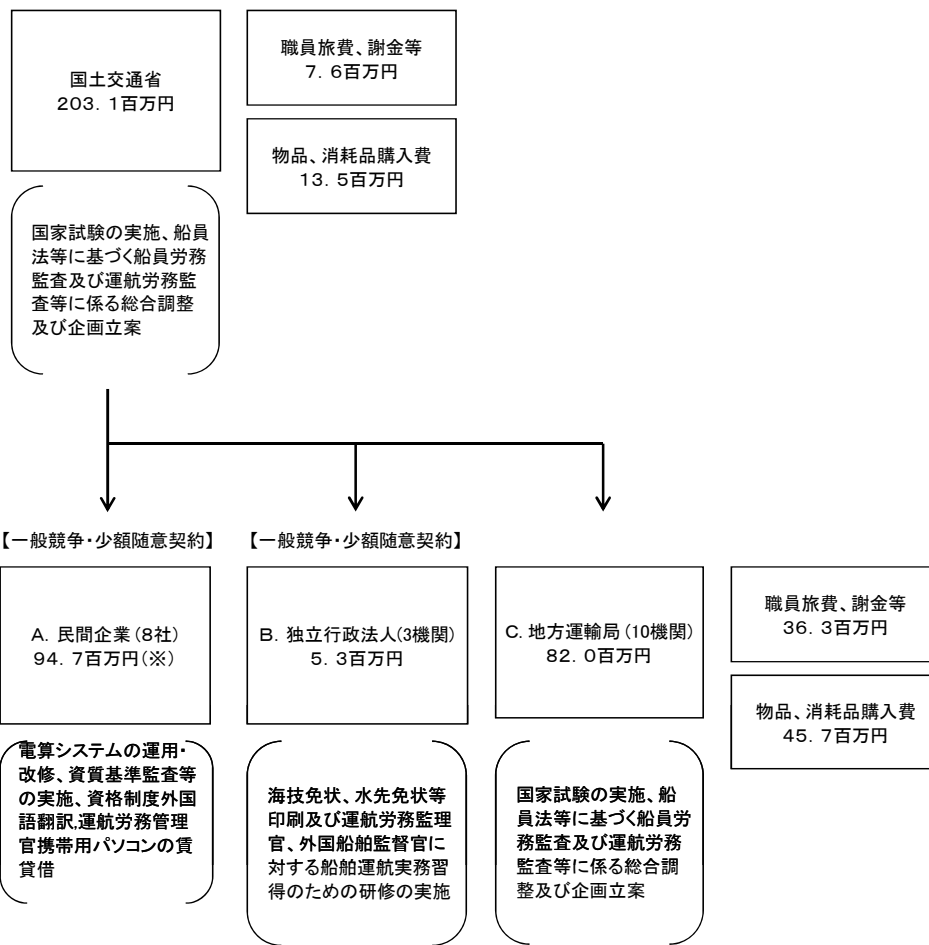 国土交通省
203.1百万円
職員旅費、謝金等
7.6百万円
物品、消耗品購入費
13.5百万円
国家試験の実施、船員
法等に基づく船員労務
監査及び運航労務監
査等に係る総合調整
及び企画立案
【一般競争・少額随意契約】
【一般競争・少額随意契約】
A.民間企業(8社)
94.7百万円(※)
B.独立行政法人(3機関)
5.3百万円
C.地方運輸局(10機関)
82.0百万円
職員旅費、謝金等
36.3百万円
物品、消耗品購入費
45.7百万円
電算システムの運用・
改修、資質基準監査等
の実施、資格制度外国
語翻訳,運航労務管理
官携帯用パソコンの賃
貸借
海技免状、水先免状等
印刷及び運航労務監理
官、外国船舶監督官に
対する船舶運航実務習
得のための研修の実施
国家試験の実施、船
員法等に基づく船員労
務監査及び運航労務
監査等に係る総合調
整及び企画立案